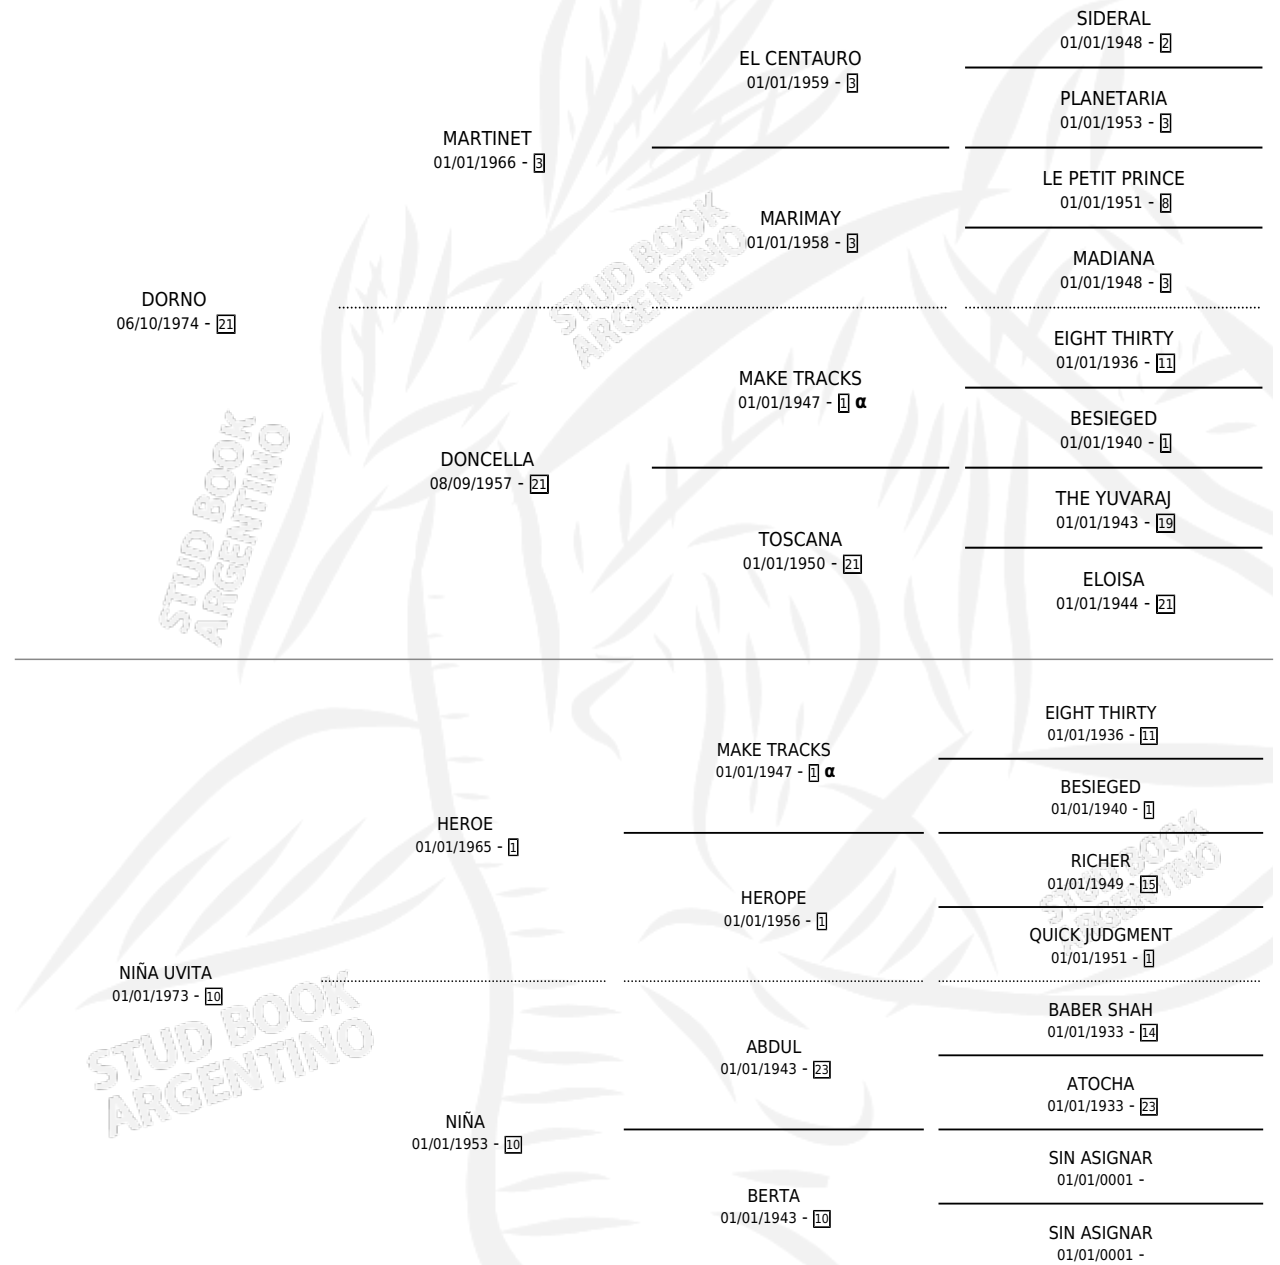 SIDERAL
01/01/1948 - 2
EL CENTAURO
01/01/1959 - 3
PLANETARIA
01/01/1953 - 3
MARTINET
01/01/1966 - 3
LE PETIT PRINCE
01/01/1951 - 8
MARIMAY
01/01/1958 - 3
MADIANA
01/01/1948 - 3
DORNO
06/10/1974 - 21
EIGHT THIRTY
01/01/1936 - 11
MAKE TRACKS
01/01/1947 - 1 α
BESIEGED
01/01/1940 - 1
DONCELLA
08/09/1957 - 21
THE YUVARAJ
01/01/1943 - 19
TOSCANA
01/01/1950 - 21
ELOISA
01/01/1944 - 21
STUD BOOK
ARGENTINO
STUD BOOK
ARGENTINO
EIGHT THIRTY
01/01/1936 - 11
MAKE TRACKS
01/01/1947 - 1 α
BESIEGED
01/01/1940 - 1
HEROE
01/01/1965 - 1
RICHER
01/01/1949 - 15
HEROPE
01/01/1956 - 1
QUICK JUDGMENT
01/01/1951 - 1
STUD BOOK
ARGENTINO
NIÑA UVITA
01/01/1973 - 10
STUD BOOK
ARGENTINO
BABER SHAH
01/01/1933 - 14
ABDUL
01/01/1943 - 23
ATOCHA
01/01/1933 - 23
NIÑA
01/01/1953 - 10
SIN ASIGNAR
01/01/0001 -
BERTA
01/01/1943 - 10
SIN ASIGNAR
01/01/0001 -